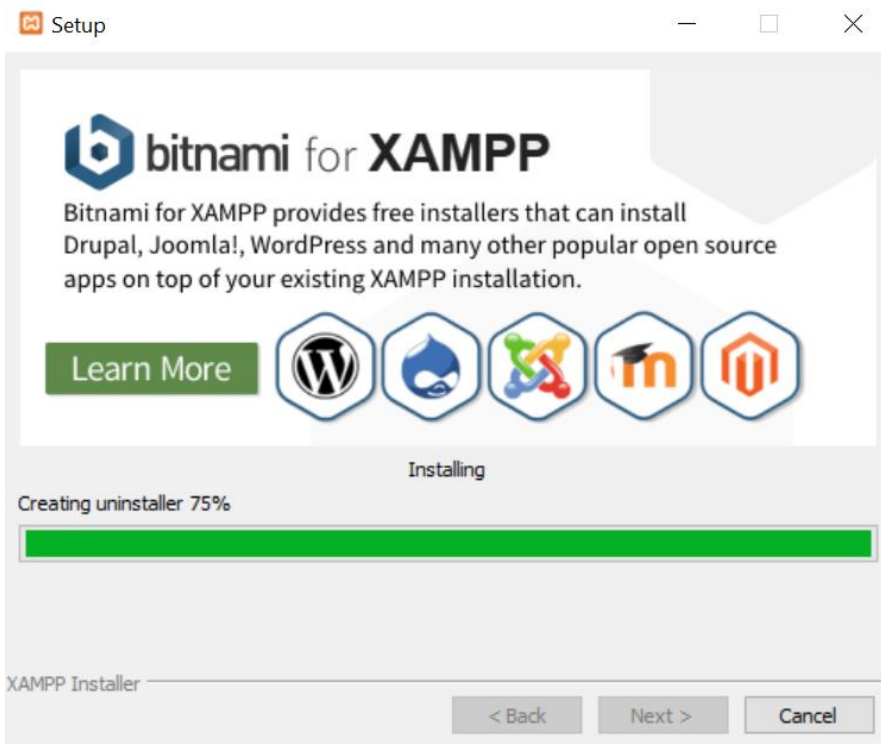 Setup
bitnami for XAMPP
Bitnami for XAMPP provides free installers that can install
Drupal, Joomla!, WordPress and many other popular open source
apps on top of your existing XAMPP installation.
Learn More
Installing
Creating uninstaller 75%
XAMPP Installer
< Back Next > Cancel